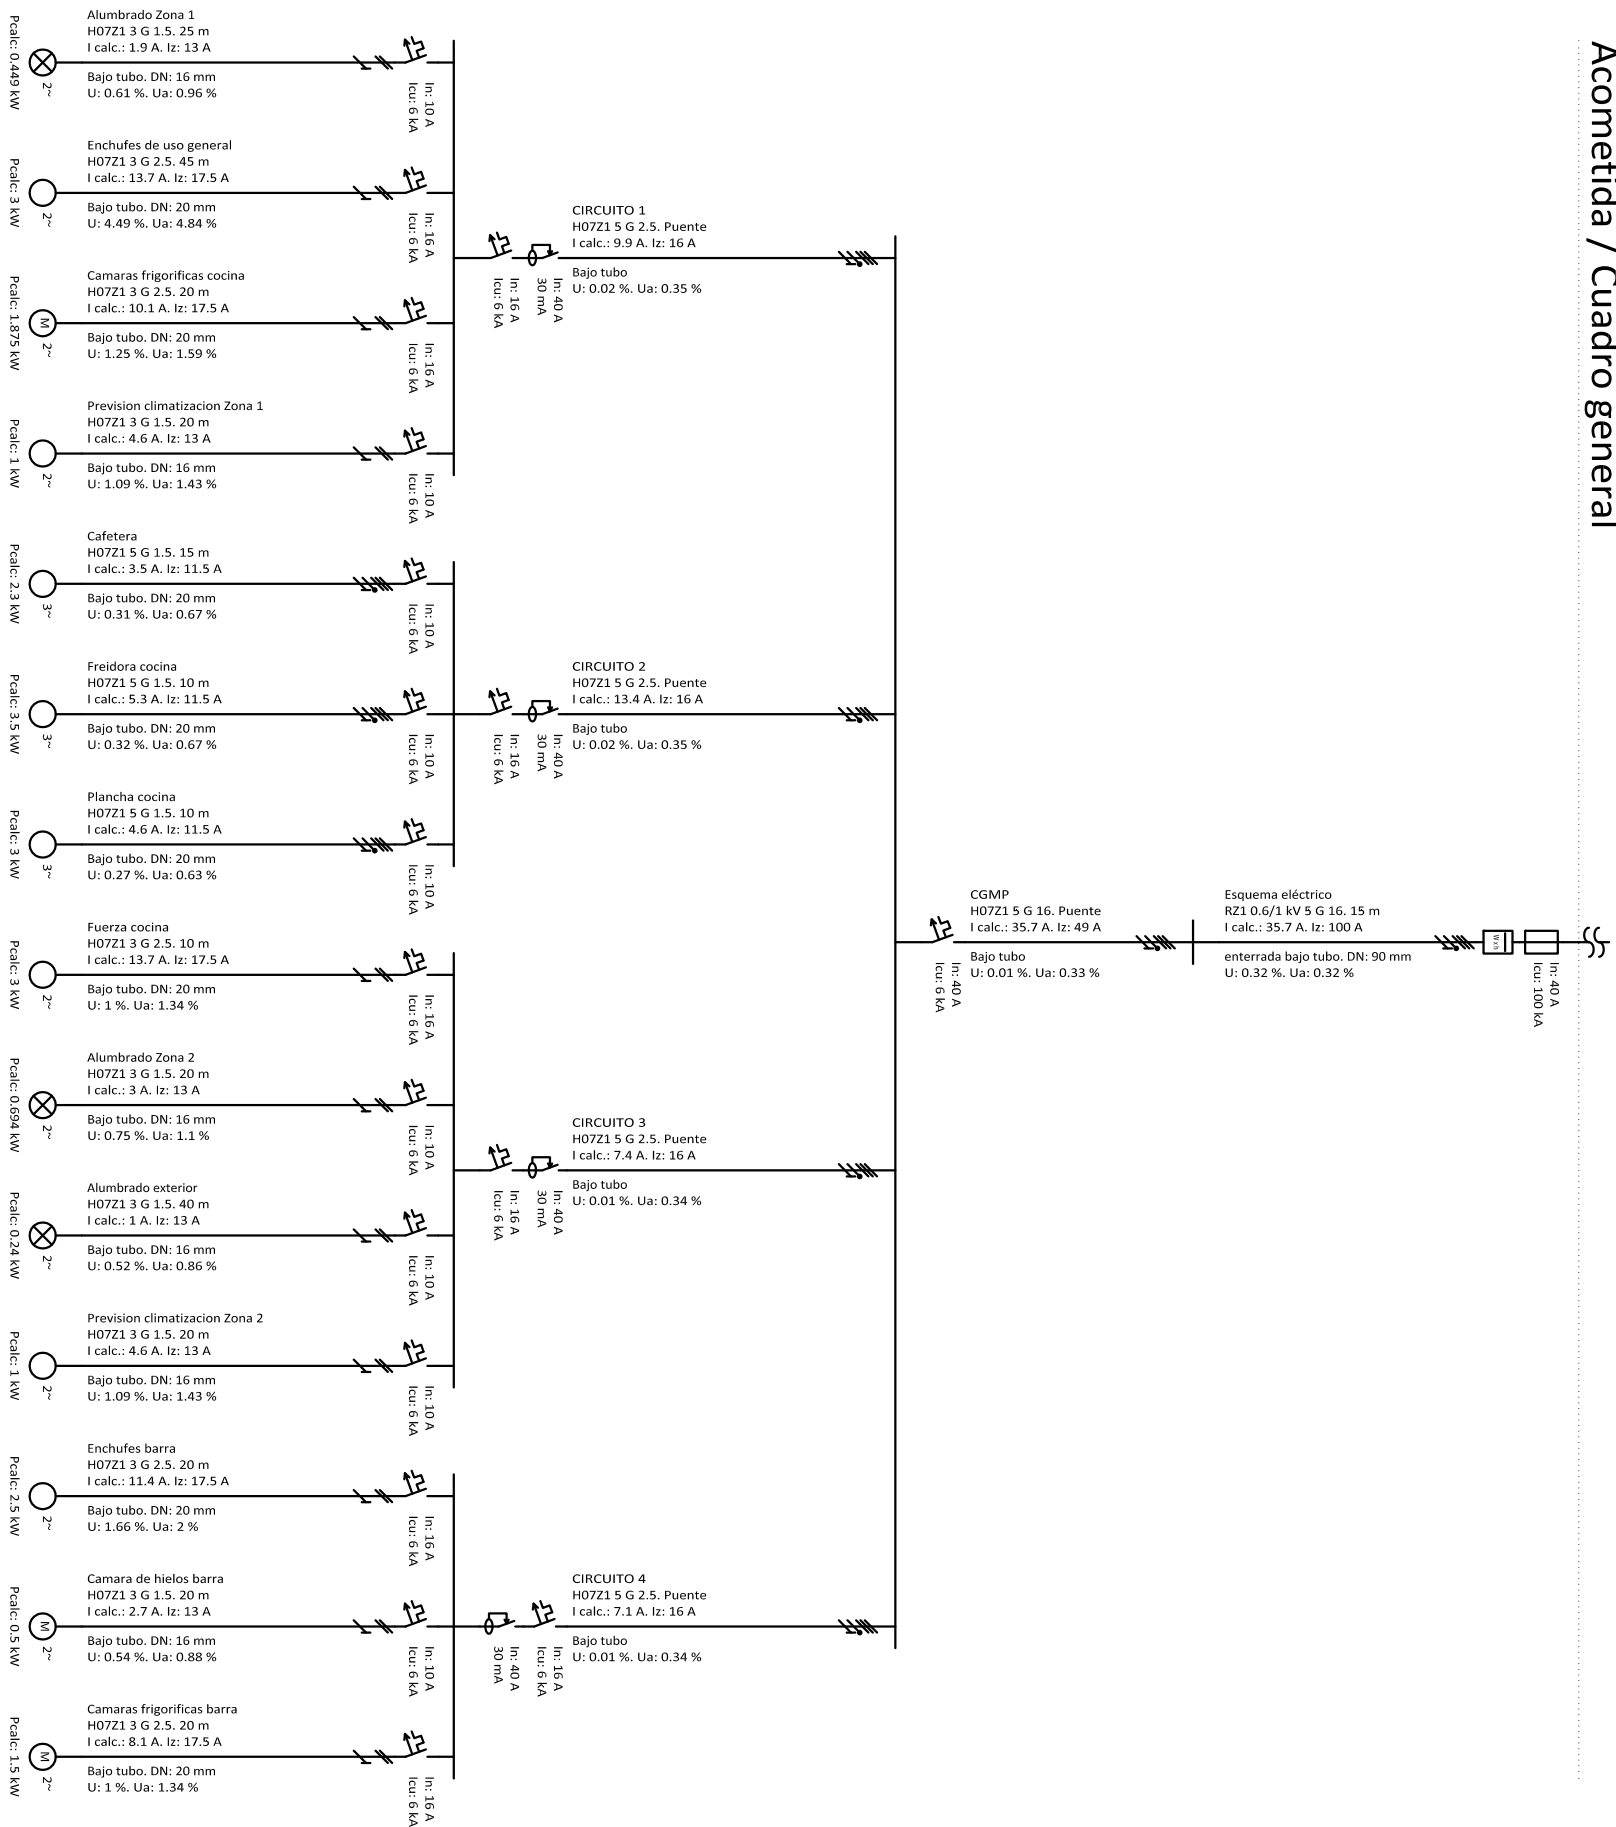 Acometida / Cuadro general
Alumbrado Zona 1
H07Z1 3 G 1.5. 25 m
I calc.: 1.9 A. Iz: 13 A
Bajo tubo. DN: 16 mm
U: 0.61 %. Ua: 0.96 %
In: 10 A
Icu: 6 kA
2~
Pcalc: 0.449 kW
Enchufes de uso general
H07Z1 3 G 2.5. 45 m
I calc.: 13.7 A. Iz: 17.5 A
Bajo tubo. DN: 20 mm
U: 4.49 %. Ua: 4.84 %
In: 16 A
Icu: 6 kA
2~
Pcalc: 3 kW
Camaras frigorificas cocina
H07Z1 3 G 2.5. 20 m
I calc.: 10.1 A. Iz: 17.5 A
Bajo tubo. DN: 20 mm
U: 1.25 %. Ua: 1.59 %
In: 16 A
Icu: 6 kA
M
2~
Pcalc: 1.875 kW
Prevision climatizacion Zona 1
H07Z1 3 G 1.5. 20 m
I calc.: 4.6 A. Iz: 13 A
Bajo tubo. DN: 16 mm
U: 1.09 %. Ua: 1.43 %
In: 10 A
Icu: 6 kA
2~
Pcalc: 1 kW
CIRCUITO 1
H07Z1 5 G 2.5. Puente
I calc.: 9.9 A. Iz: 16 A
Bajo tubo
U: 0.02 %. Ua: 0.35 %
In: 40 A
30 mA
In: 16 A
Icu: 6 kA
Cafetera
H07Z1 5 G 1.5. 15 m
I calc.: 3.5 A. Iz: 11.5 A
Bajo tubo. DN: 20 mm
U: 0.31 %. Ua: 0.67 %
In: 10 A
Icu: 6 kA
3~
Pcalc: 2.3 kW
Freidora cocina
H07Z1 5 G 1.5. 10 m
I calc.: 5.3 A. Iz: 11.5 A
Bajo tubo. DN: 20 mm
U: 0.32 %. Ua: 0.67 %
In: 10 A
Icu: 6 kA
3~
Pcalc: 3.5 kW
Plancha cocina
H07Z1 5 G 1.5. 10 m
I calc.: 4.6 A. Iz: 11.5 A
Bajo tubo. DN: 20 mm
U: 0.27 %. Ua: 0.63 %
In: 10 A
Icu: 6 kA
3~
Pcalc: 3 kW
CIRCUITO 2
H07Z1 5 G 2.5. Puente
I calc.: 13.4 A. Iz: 16 A
Bajo tubo
U: 0.02 %. Ua: 0.35 %
In: 40 A
30 mA
In: 16 A
Icu: 6 kA
CGMP
H07Z1 5 G 16. Puente
I calc.: 35.7 A. Iz: 49 A
Bajo tubo
U: 0.01 %. Ua: 0.33 %
In: 40 A
Icu: 6 kA
Esquema eléctrico
RZ1 0.6/1 kV 5 G 16. 15 m
I calc.: 35.7 A. Iz: 100 A
enterrada bajo tubo. DN: 90 mm
U: 0.32 %. Ua: 0.32 %
Wxh
In: 40 A
Icu: 100 kA
Fuerza cocina
H07Z1 3 G 2.5. 10 m
I calc.: 13.7 A. Iz: 17.5 A
Bajo tubo. DN: 20 mm
U: 1 %. Ua: 1.34 %
In: 16 A
Icu: 6 kA
2~
Pcalc: 3 kW
Alumbrado Zona 2
H07Z1 3 G 1.5. 20 m
I calc.: 3 A. Iz: 13 A
Bajo tubo. DN: 16 mm
U: 0.75 %. Ua: 1.1 %
In: 10 A
Icu: 6 kA
2~
Pcalc: 0.694 kW
Alumbrado exterior
H07Z1 3 G 1.5. 40 m
I calc.: 1 A. Iz: 13 A
Bajo tubo. DN: 16 mm
U: 0.52 %. Ua: 0.86 %
In: 10 A
Icu: 6 kA
2~
Pcalc: 0.24 kW
Prevision climatizacion Zona 2
H07Z1 3 G 1.5. 20 m
I calc.: 4.6 A. Iz: 13 A
Bajo tubo. DN: 16 mm
U: 1.09 %. Ua: 1.43 %
In: 10 A
Icu: 6 kA
2~
Pcalc: 1 kW
CIRCUITO 3
H07Z1 5 G 2.5. Puente
I calc.: 7.4 A. Iz: 16 A
Bajo tubo
U: 0.01 %. Ua: 0.34 %
In: 40 A
30 mA
In: 16 A
Icu: 6 kA
Enchufes barra
H07Z1 3 G 2.5. 20 m
I calc.: 11.4 A. Iz: 17.5 A
Bajo tubo. DN: 20 mm
U: 1.66 %. Ua: 2 %
In: 16 A
Icu: 6 kA
2~
Pcalc: 2.5 kW
Camara de hielos barra
H07Z1 3 G 1.5. 20 m
I calc.: 2.7 A. Iz: 13 A
Bajo tubo. DN: 16 mm
U: 0.54 %. Ua: 0.88 %
In: 10 A
Icu: 6 kA
M
2~
Pcalc: 0.5 kW
Camaras frigorificas barra
H07Z1 3 G 2.5. 20 m
I calc.: 8.1 A. Iz: 17.5 A
Bajo tubo. DN: 20 mm
U: 1 %. Ua: 1.34 %
In: 16 A
Icu: 6 kA
M
2~
Pcalc: 1.5 kW
CIRCUITO 4
H07Z1 5 G 2.5. Puente
I calc.: 7.1 A. Iz: 16 A
Bajo tubo
U: 0.01 %. Ua: 0.34 %
In: 16 A
Icu: 6 kA
In: 40 A
30 mA